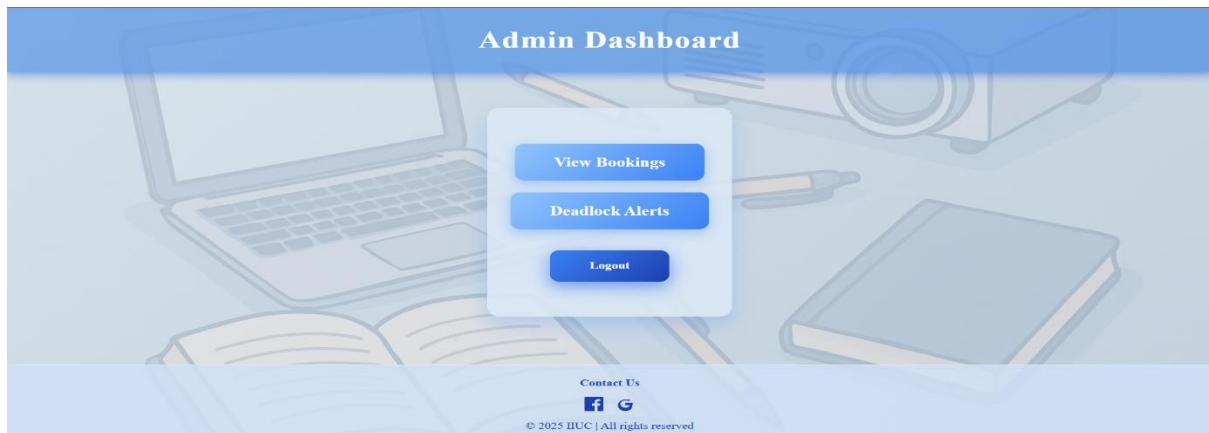 Admin Dashboard
View Bookings
Deadlock Alerts
Logout
Contact Us
© 2025 IIUC | All rights reserved